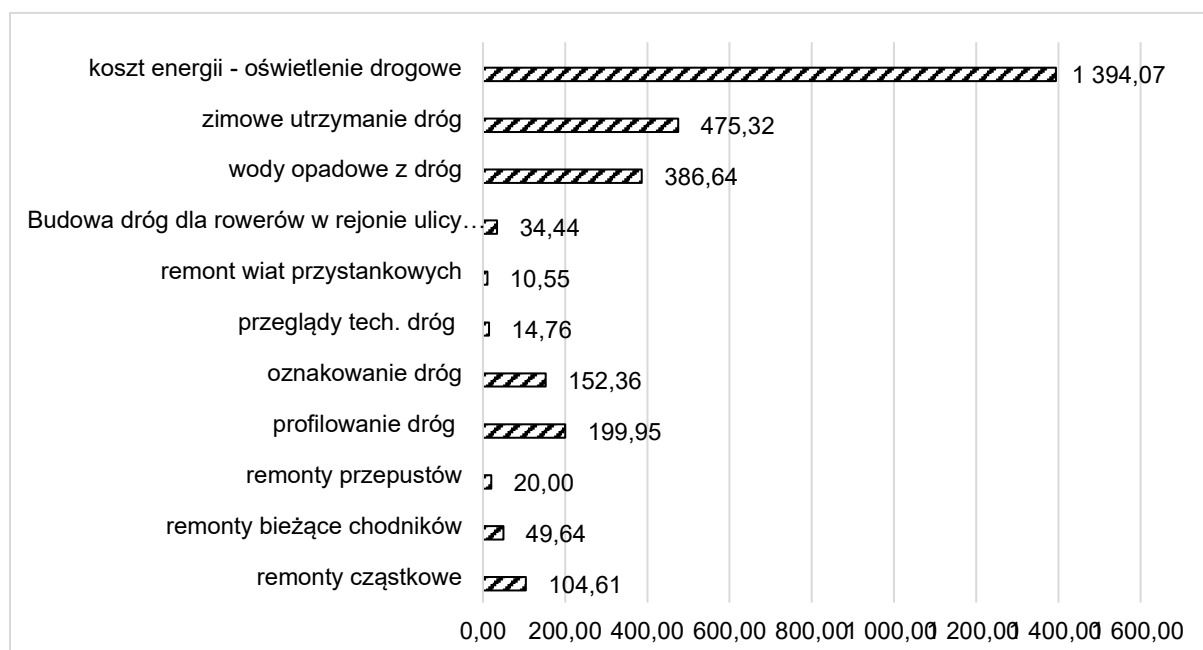 koszt energii - oświetlenie drogowe 1 394,07
zimowe utrzymanie dróg 475,32
wody opadowe z dróg 386,64
Budowa dróg dla rowerów w rejonie ulicy… 34,44
remont wiat przystankowych 10,55
przeglądy tech. dróg 14,76
oznakowanie dróg 152,36
profilowanie dróg 199,95
remonty przepustów 20,00
remonty bieżące chodników 49,64
remonty cząstkowe 104,61
0,00 200,00 400,00 600,00 800,00 1 000,00 1 200,00 1 400,00 1 600,00